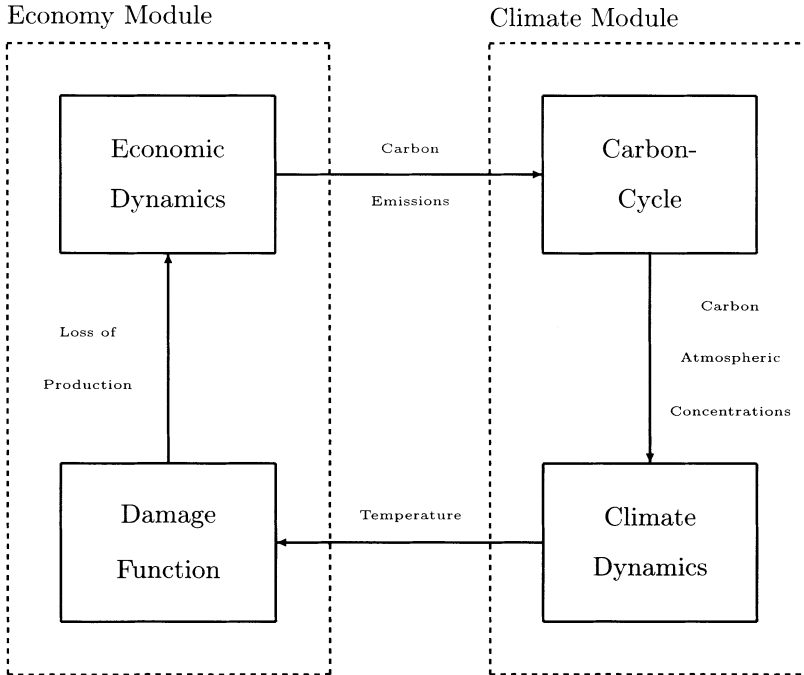 Economy Module
Climate Module
Economic
Dynamics
Carbon
Emissions
Carbon-
Cycle
Loss of
Production
Carbon
Atmospheric
Concentrations
Damage
Function
Temperature
Climate
Dynamics